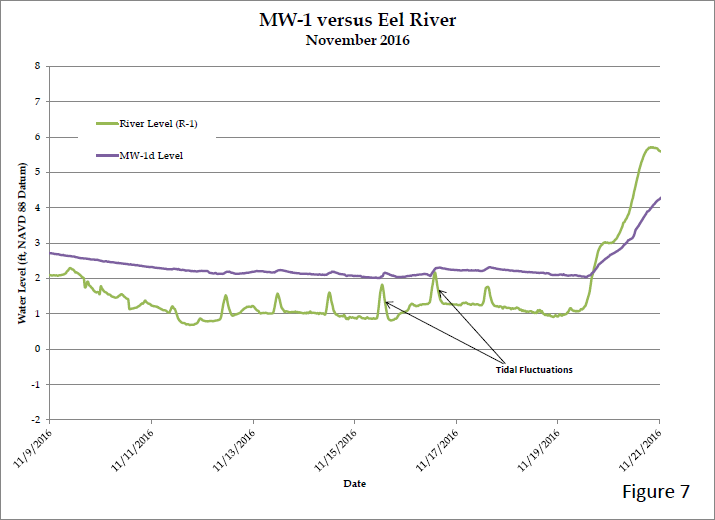 MW-1 versus Eel River
November 2016
8
7
6
5
4
3
2
1
0
-1
-2
Water Level (ft, NAVD 88 Datum)
River Level (R-1)
MW-1d Level
Tidal Fluctuations
11/9/2016
11/11/2016
11/13/2016
11/15/2016
11/17/2016
11/19/2016
11/21/2016
Date
Figure 7